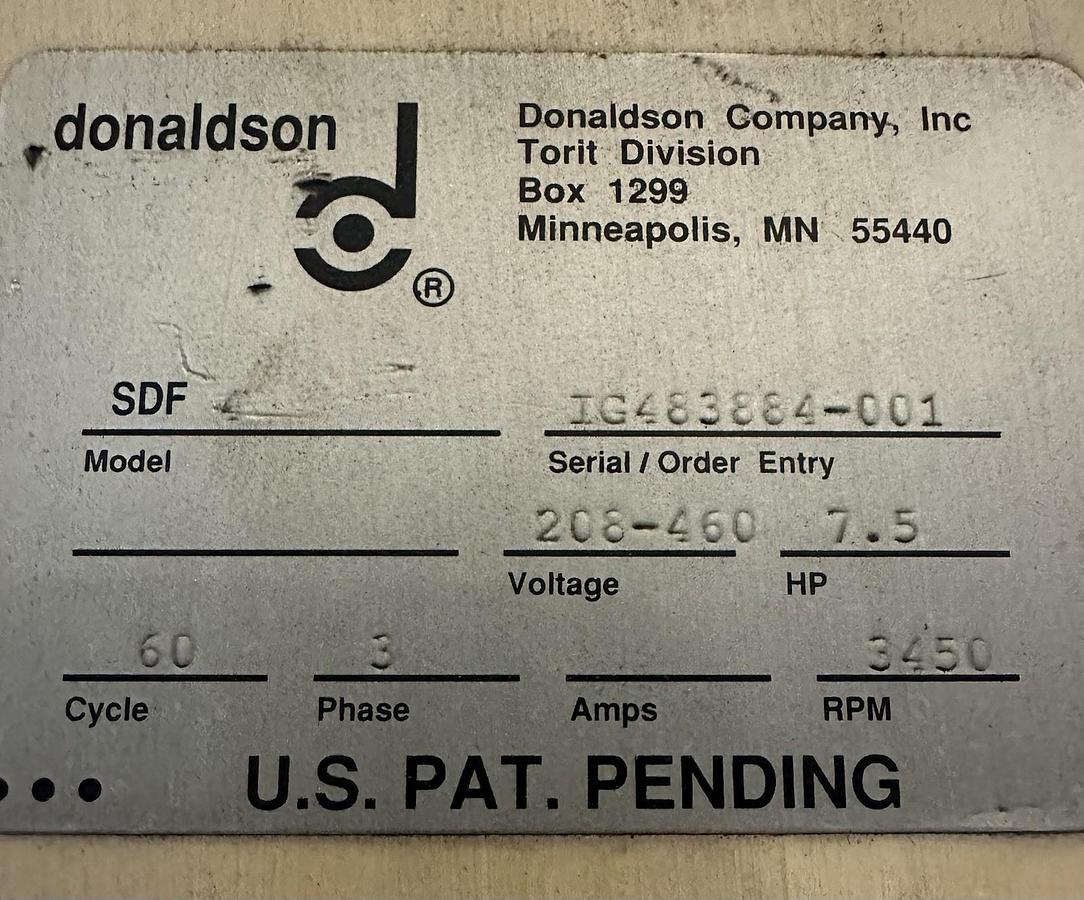 donaldson
d
®
Donaldson Company, Inc
Torit Division
Box 1299
Minneapolis, MN 55440
SDF
IG483884-001
Model
Serial / Order Entry
208-460 7.5
Voltage HP
60 3 3450
Cycle Phase Amps RPM
U.S. PAT. PENDING